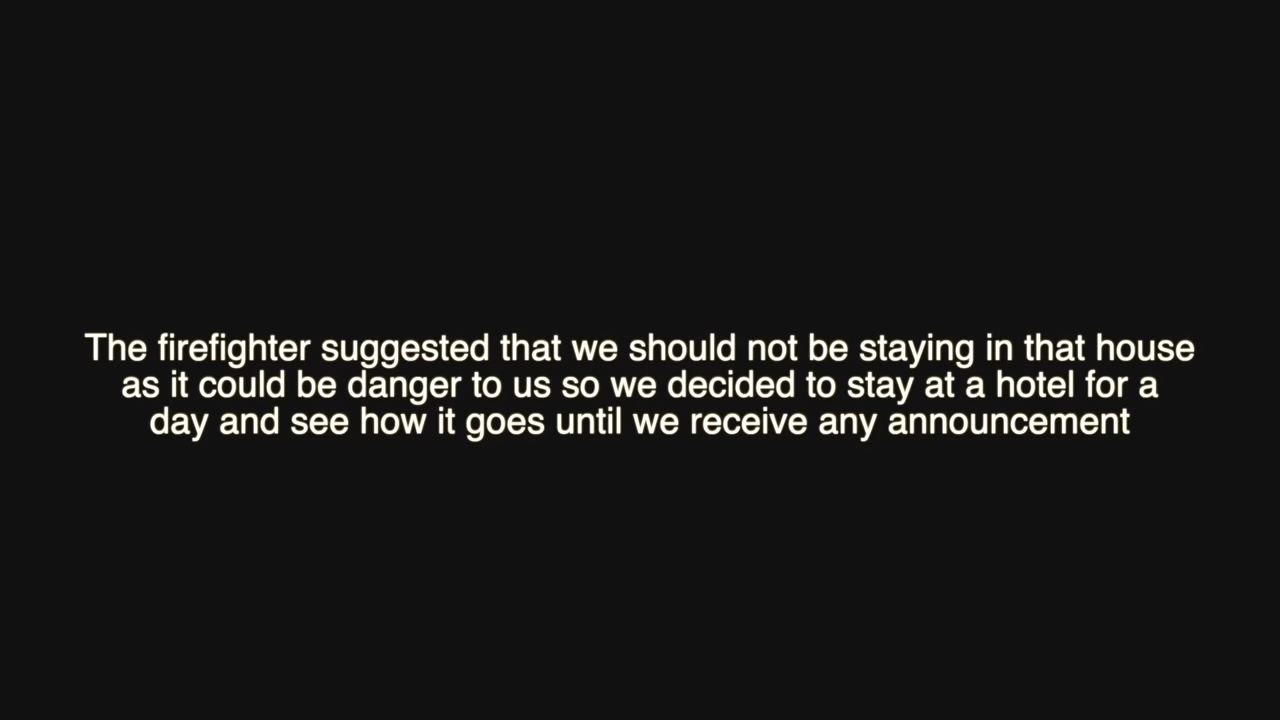 The firefighter suggested that we should not be staying in that house
as it could be danger to us so we decided to stay at a hotel for a
day and see how it goes until we receive any announcement